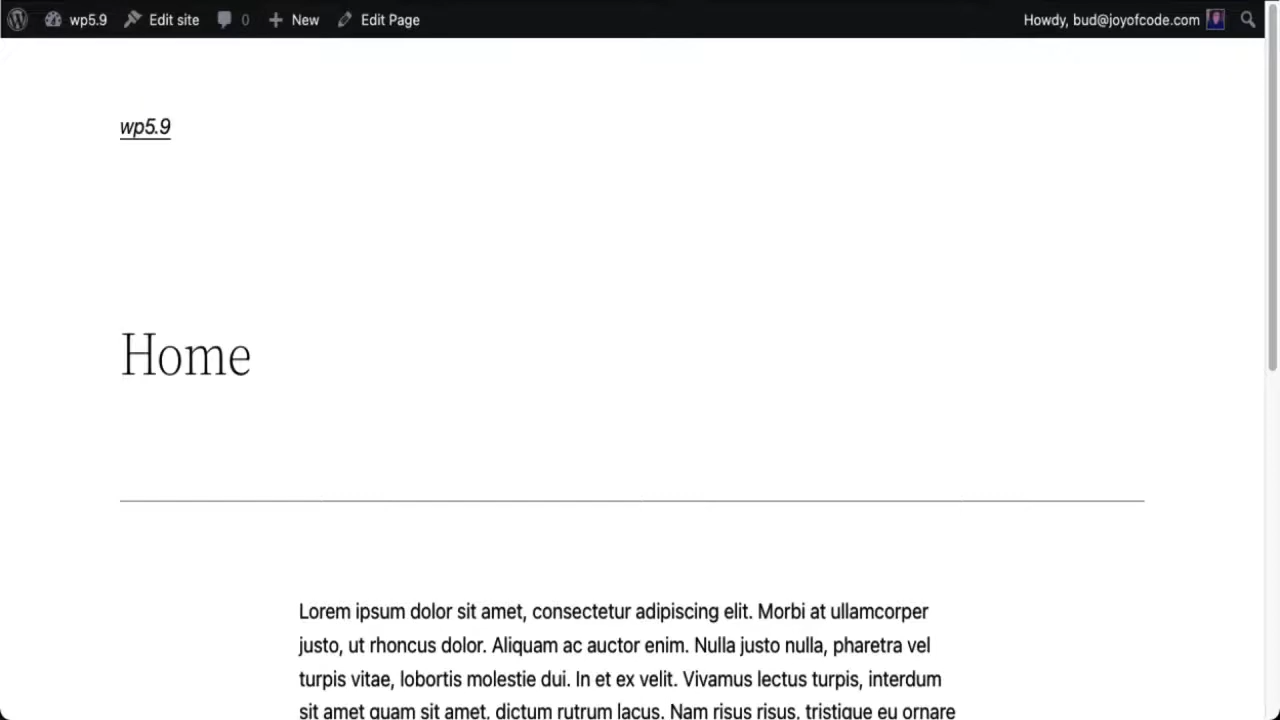 wp5.9 Edit site 0 New Edit Page Howdy, bud@joyofcode.com
wp5.9
Home
Lorem ipsum dolor sit amet, consectetur adipiscing elit. Morbi at ullamcorper
justo, ut rhoncus dolor. Aliquam ac auctor enim. Nulla justo nulla, pharetra vel
turpis vitae, lobortis molestie dui. In et ex velit. Vivamus lectus turpis, interdum
sit amet quam sit amet, dictum rutrum lacus. Nam risus risus, tristique eu ornare